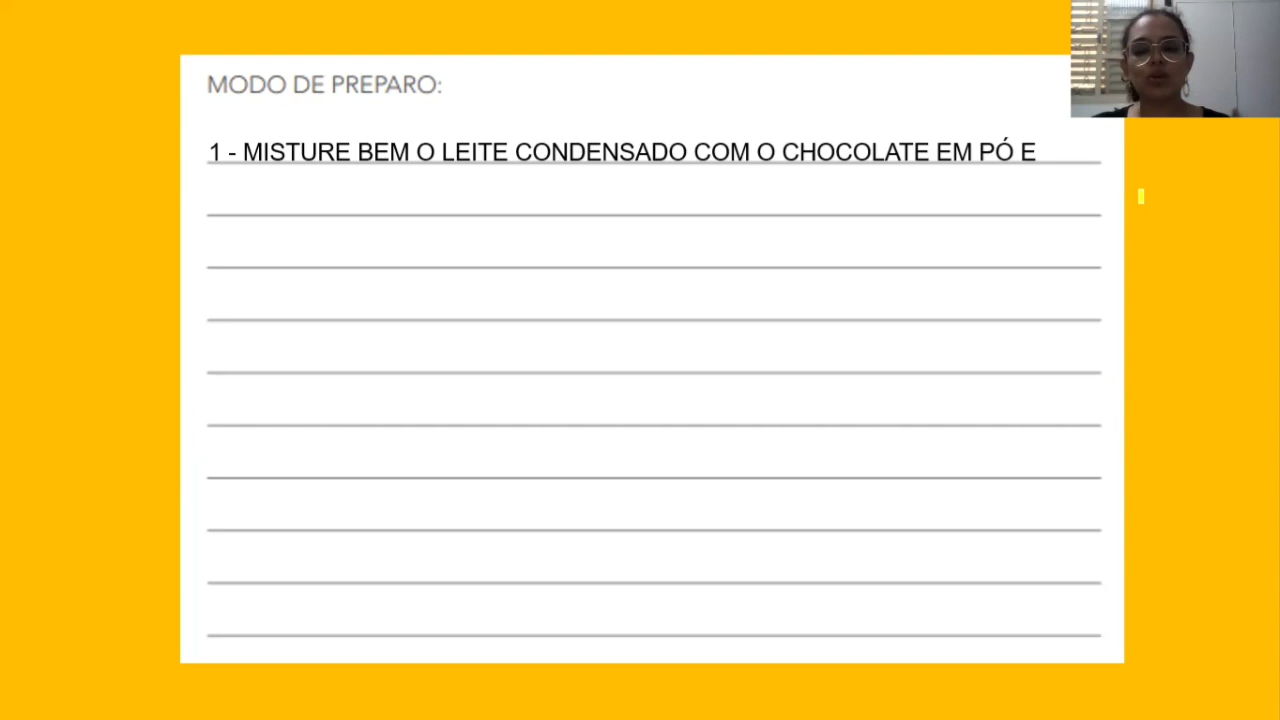 MODO DE PREPARO:
1 - MISTURE BEM O LEITE CONDENSADO COM O CHOCOLATE EM PÓ E